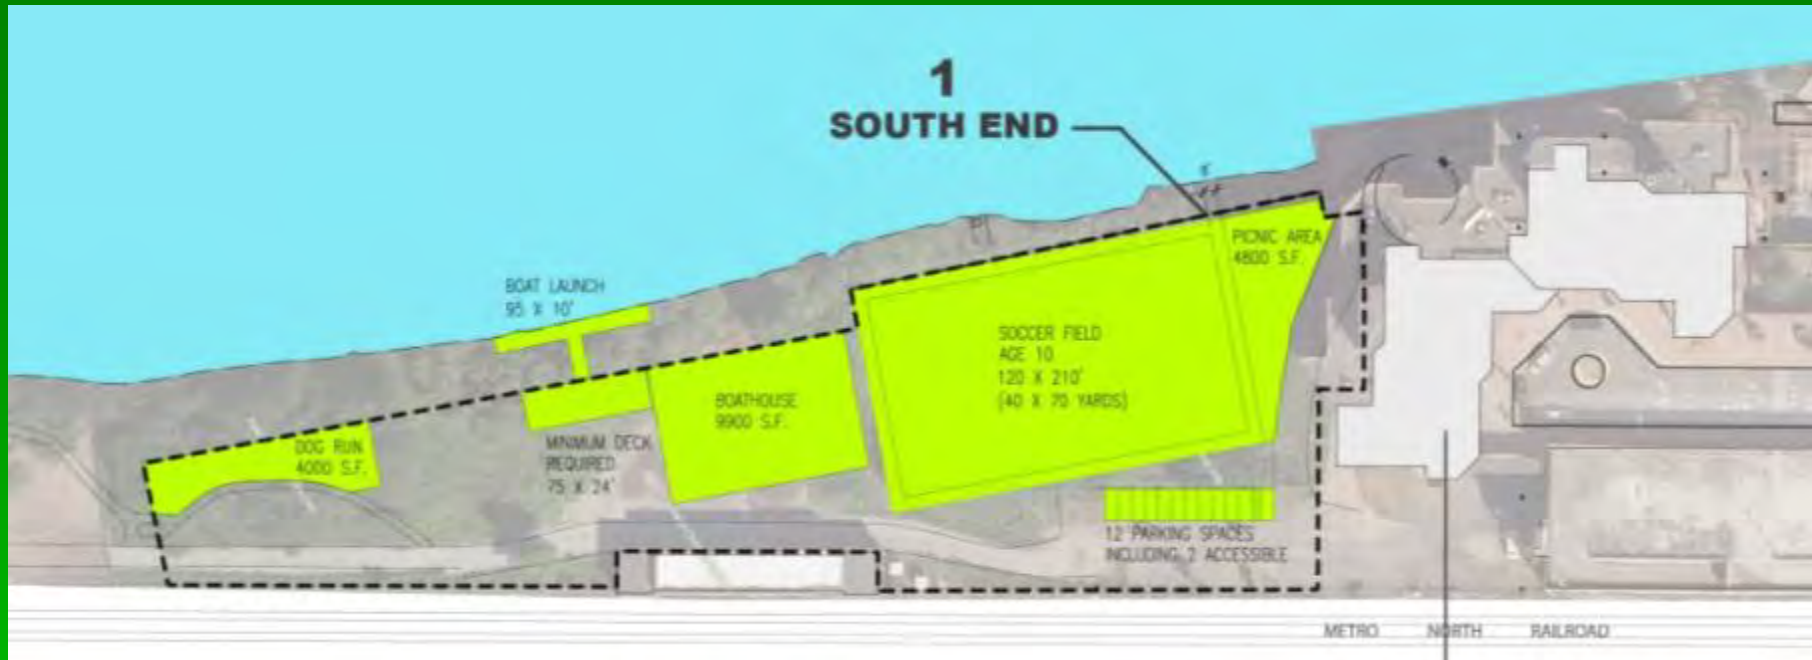 1
SOUTH END
PICNIC AREA
4800 S.F.
BOAT LAUNCH
95 X 10'
SOCCER FIELD
AGE 10
120 X 210'
(40 X 70 YARDS)
BOATHOUSE
9900 S.F.
DOG RUN
4000 S.F.
MINIMUM DECK
REQUIRED
75 X 24'
12 PARKING SPACES
INCLUDING 2 ACCESSIBLE
METRO NORTH RAILROAD